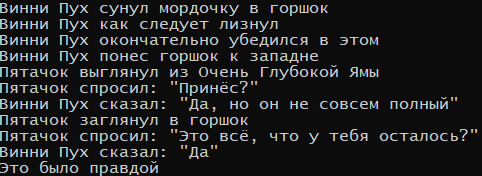 Винни Пух сунул мордочку в горшок
Винни Пух как следует лизнул
Винни Пух окончательно убедился в этом
Винни Пух понес горшок к западне
Пятачок выглянул из Очень Глубокой Ямы
Пятачок спросил: "Принёс?"
Винни Пух сказал: "Да, но он не совсем полный"
Пятачок заглянул в горшок
Пятачок спросил: "Это всё, что у тебя осталось?"
Винни Пух сказал: "Да"
Это было правдой